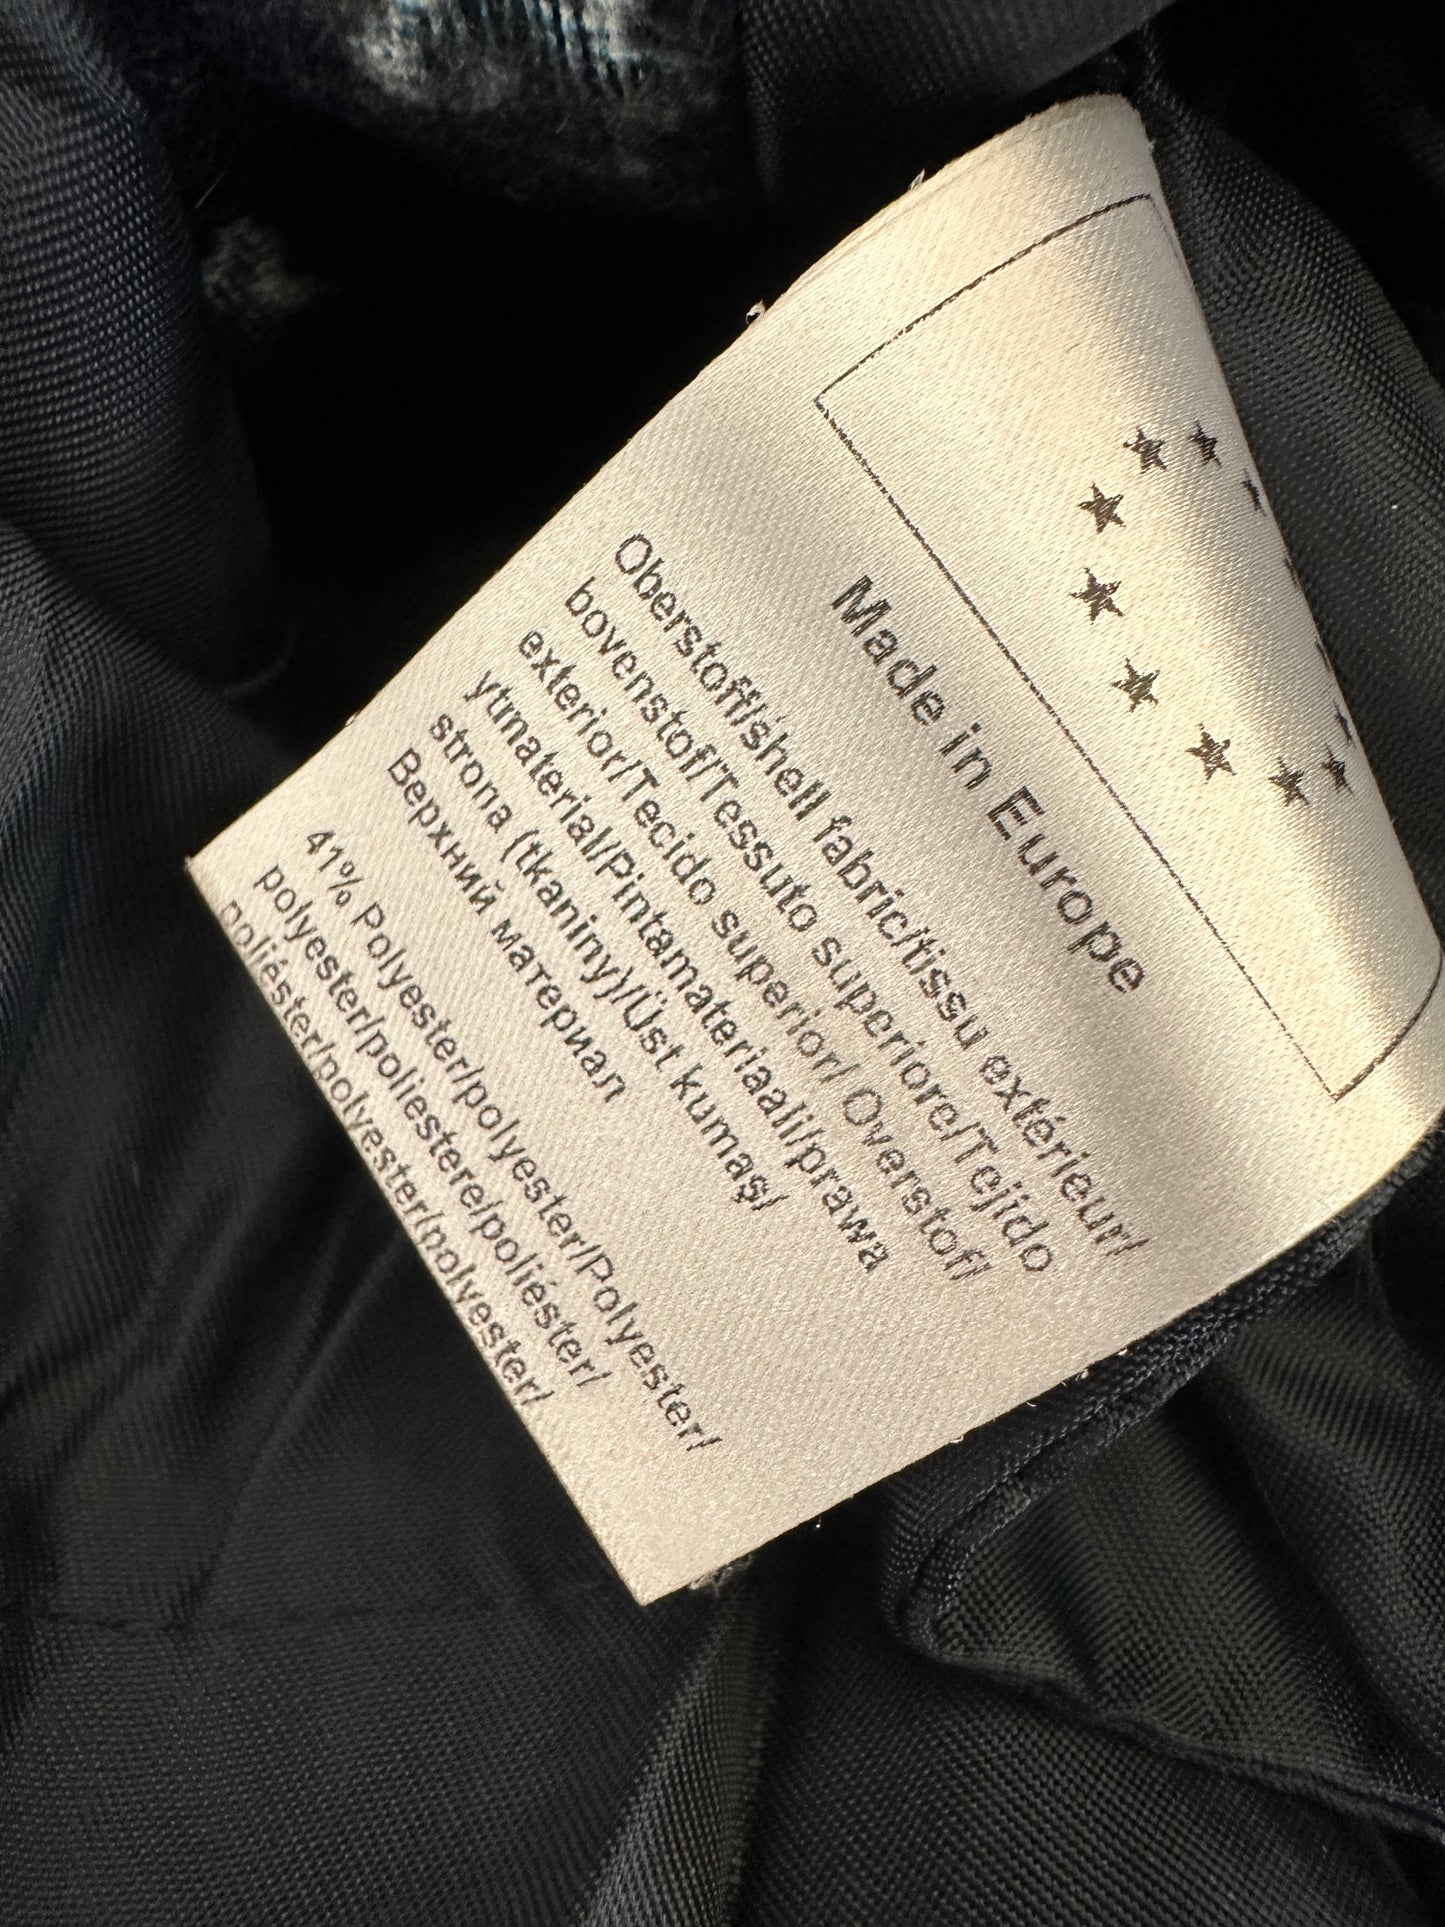 Made in Europe
Oberstoff/shell fabric/tissu extérieur/
bovenstof/Tessuto superiore/Tejido
exterior/Tecido superior/ Overstof/
ytmaterial/Pintamateriaali/prawa
strona (tkaniny)/Üst kumaş/
Верхний материал
41% Polyester/polyester/Polyester/
polyester/poliestere/poliéster/
poliéster/polyester/polyester/